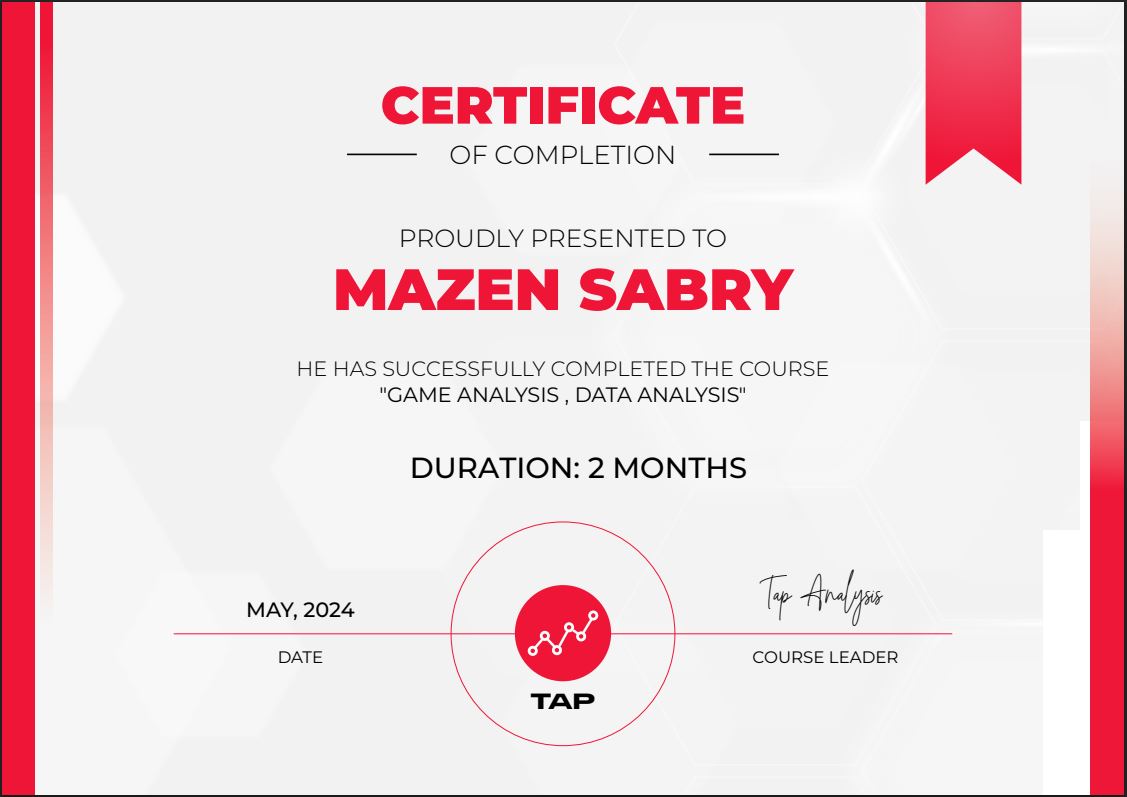 CERTIFICATE
OF COMPLETION
PROUDLY PRESENTED TO
MAZEN SABRY
HE HAS SUCCESSFULLY COMPLETED THE COURSE
"GAME ANALYSIS , DATA ANALYSIS"
DURATION: 2 MONTHS
MAY, 2024
DATE
TAP
Tap Analysis
COURSE LEADER